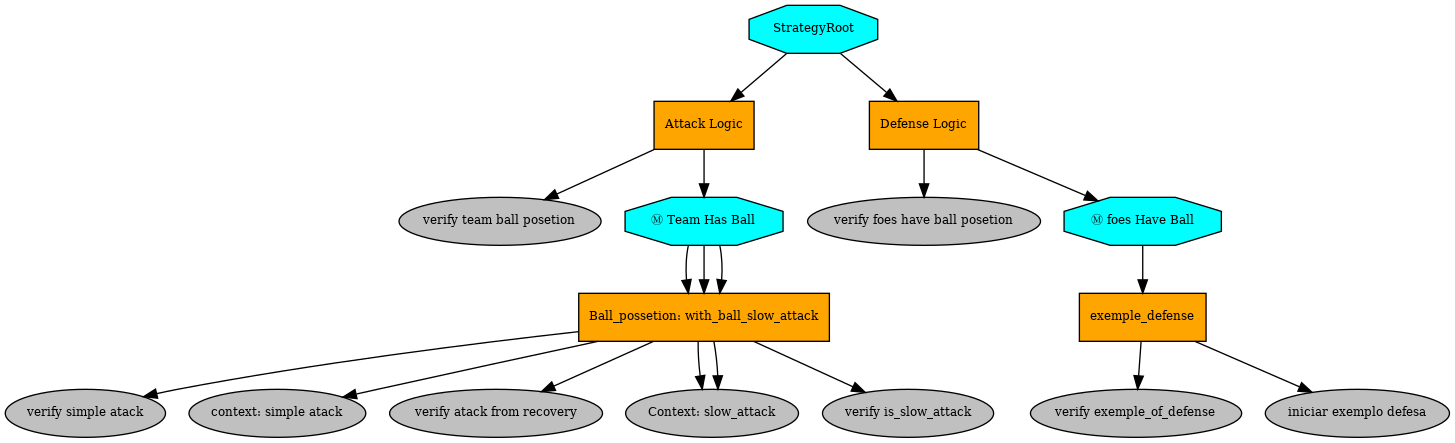 StrategyRoot
Attack Logic
Defense Logic
verify team ball posetion
Ⓜ Team Has Ball
verify foes have ball posetion
Ⓜ foes Have Ball
Ball_possetion: with_ball_slow_attack
exemple_defense
verify simple atack
context: simple atack
verify atack from recovery
Context: slow_attack
verify is_slow_attack
verify exemple_of_defense
iniciar exemplo defesa